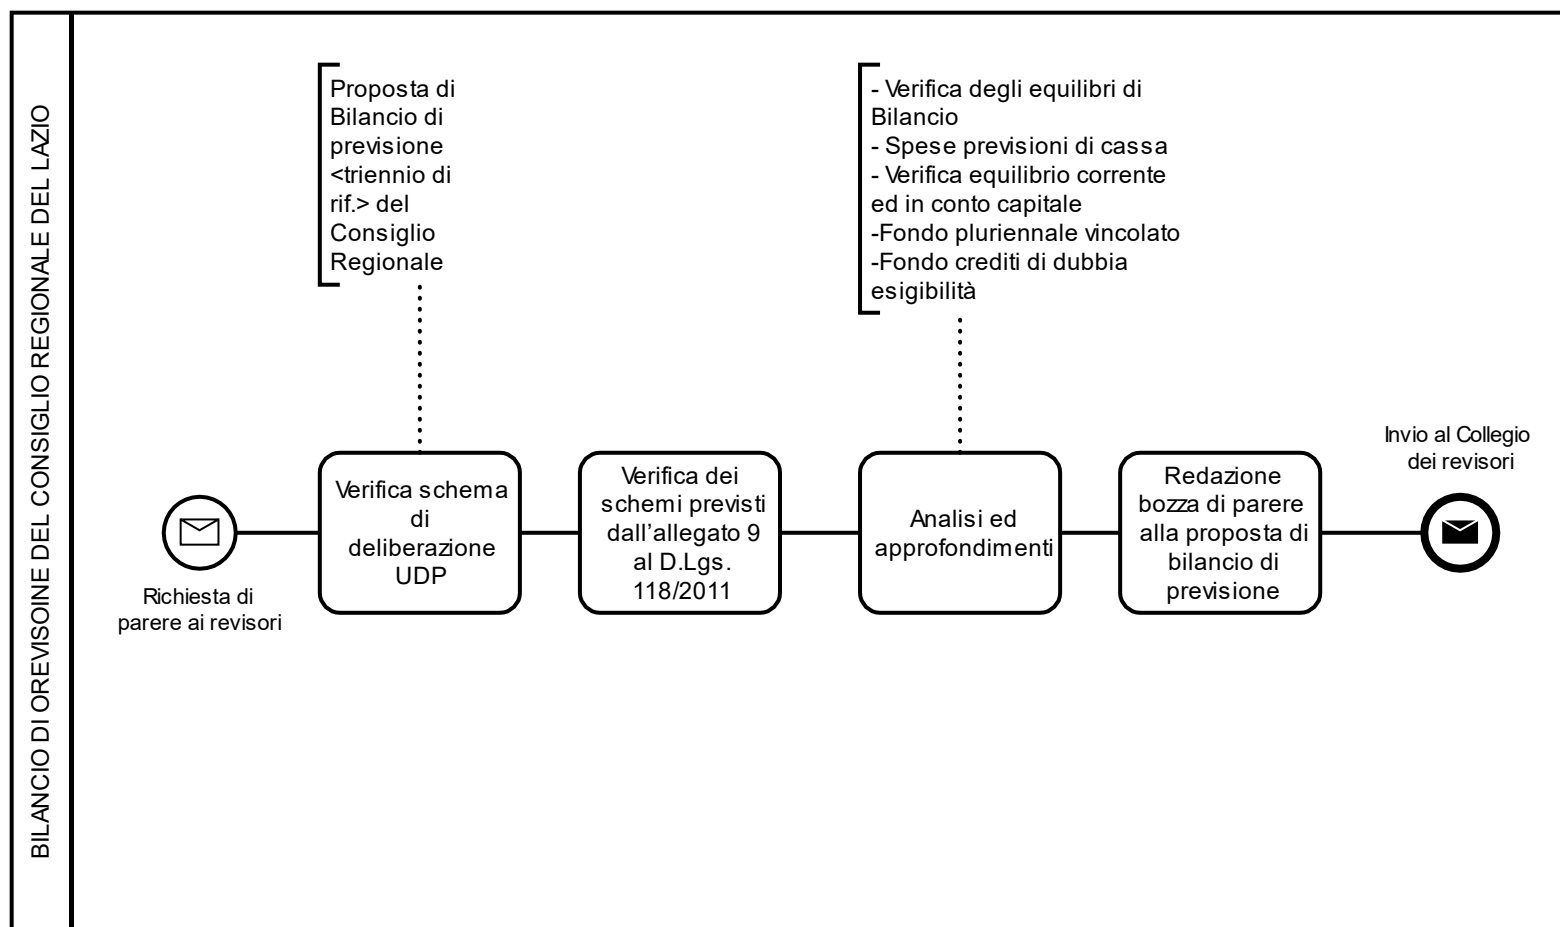 BILANCIO DI OREVISOINE DEL CONSIGLIO REGIONALE DEL LAZIO
Proposta di
Bilancio di
previsione
<triennio di
rif.> del
Consiglio
Regionale
- Verifica degli equilibri di
Bilancio
- Spese previsioni di cassa
- Verifica equilibrio corrente
ed in conto capitale
-Fondo pluriennale vincolato
-Fondo crediti di dubbia
esigibilità
Richiesta di
parere ai revisori
Verifica schema
di
deliberazione
UDP
Verifica dei
schemi previsti
dall’allegato 9
al D.Lgs.
118/2011
Analisi ed
approfondimenti
Redazione
bozza di parere
alla proposta di
bilancio di
previsione
Invio al Collegio
dei revisori